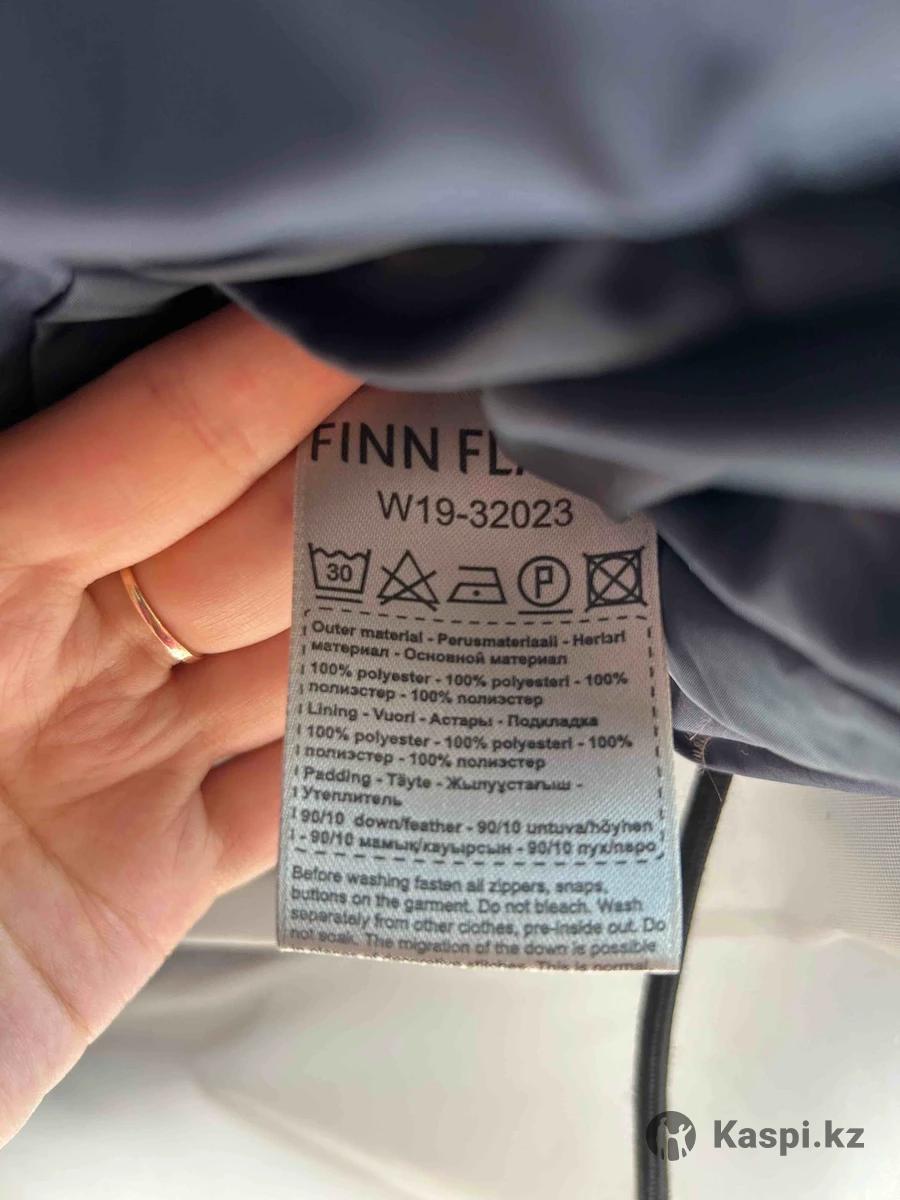 FINN FL
W19-32023
30 P
Outer material - Perusmateriaali - Herlзгi
материал - Основной материал
100% polyester - 100% polyesteri - 100%
полиэстер - 100% полиэстер
Lining - Vuori - Астары - Подкладка
100% polyester - 100% polyesteri - 100%
полиэстер - 100% полиэстер
Padding - Täyte - Жылуұстағыш -
Утеплитель
90/10 down/feather - 90/10 untuva/höyhen
- 90/10 мамық/қауырсын - 90/10 пух/перо
Before washing fasten all zippers, snaps,
buttons on the garment. Do not bleach. Wash
separately from other clothes, pre-inside out. Do
not soak. The migration of the down is possible
This is normal
Kaspi.kz